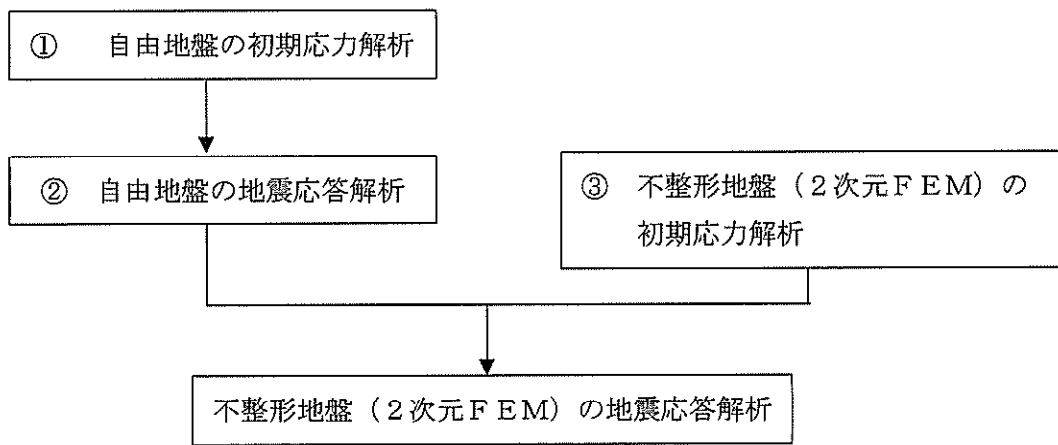 ① 自由地盤の初期応力解析
② 自由地盤の地震応答解析
③ 不整形地盤（２次元ＦＥＭ）の
初期応力解析
不整形地盤（２次元ＦＥＭ）の地震応答解析